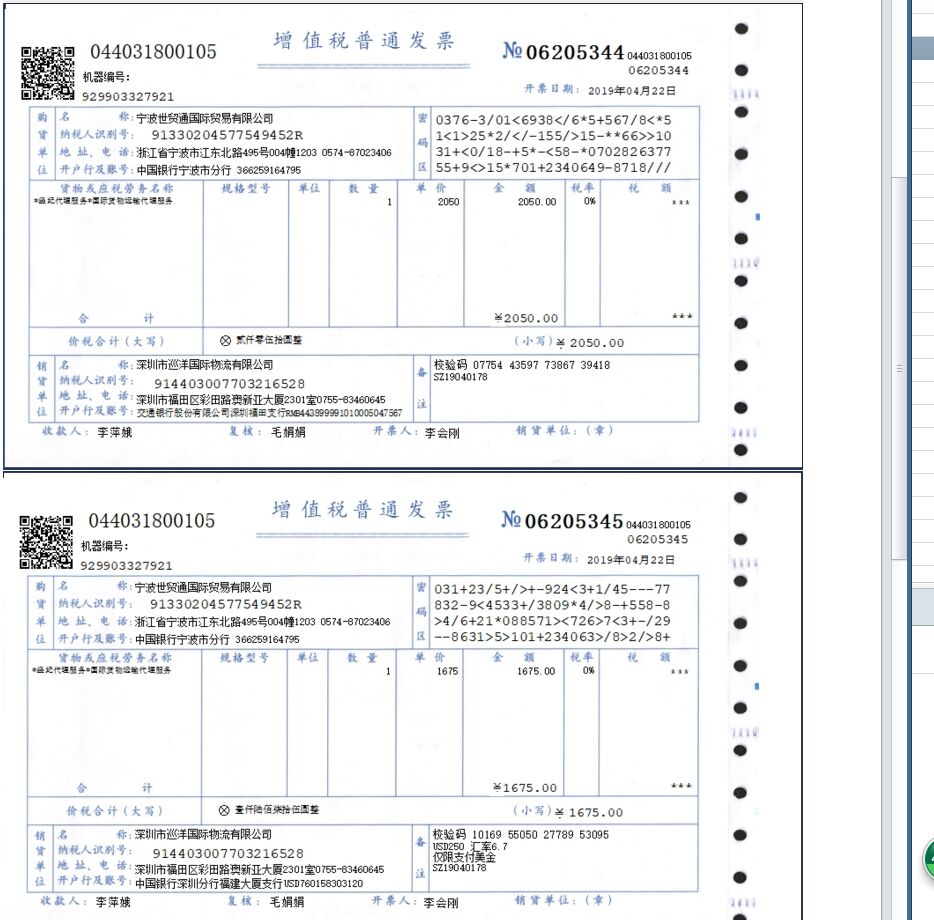 044031800105
增值税普通发票
№ 06205344 044031800105
06205344
机器编号:
929903327921
开票日期: 2019年04月22日
购货单位
名 称: 宁波世贸通国际贸易有限公司
纳税人识别号: 91330204577549452R
地址、电话: 浙江省宁波市江东北路495号004幢1203 0574-87023406
开户行及账号: 中国银行宁波市分行 366259164795
密码区
0376-3/01<6938</6*5+567/8<*5
1<1>25*2/</-155/>15-**66>>10
31+<0/18-+5*-<58-*0702826377
55+9<>15*701+2340649-8718///
货物或应税劳务名称 规格型号 单位 数量 单价 金额 税率 税额
*经纪代理服务*国际货物运输代理服务 1 2050 2050.00 0% ***
合 计 ¥2050.00 ***
价税合计(大写) ⊗ 贰仟零伍拾圆整 (小写) ¥ 2050.00
销货单位
名 称: 深圳市巡洋国际物流有限公司
纳税人识别号: 914403007703216528
地址、电话: 深圳市福田区彩田路澳新亚大厦2301室0755-83460645
开户行及账号: 交通银行股份有限公司深圳福田支行RMB443899991010005047567
备注
校验码 07754 43597 73867 39418
SZ19040178
收款人: 李萍娥 复核: 毛娟娟 开票人: 李会刚 销货单位:(章)
044031800105
增值税普通发票
№ 06205345 044031800105
06205345
机器编号:
929903327921
开票日期: 2019年04月22日
购货单位
名 称: 宁波世贸通国际贸易有限公司
纳税人识别号: 91330204577549452R
地址、电话: 浙江省宁波市江东北路495号004幢1203 0574-87023406
开户行及账号: 中国银行宁波市分行 366259164795
密码区
031+23/5+/>+-924<3+1/45---77
832-9<4533+/3809*4/>8-+558-8
>4/6+21*088571><726>7<3+-/29
--8631>5>101+234063/>8>2/>8+
货物或应税劳务名称 规格型号 单位 数量 单价 金额 税率 税额
*经纪代理服务*国际货物运输代理服务 1 1675 1675.00 0% ***
合 计 ¥1675.00 ***
价税合计(大写) ⊗ 壹仟陆佰柒拾伍圆整 (小写) ¥ 1675.00
销货单位
名 称: 深圳市巡洋国际物流有限公司
纳税人识别号: 914403007703216528
地址、电话: 深圳市福田区彩田路澳新亚大厦2301室0755-83460645
开户行及账号: 中国银行深圳分行福建大厦支行USD760158303120
备注
校验码 10169 55050 27789 53095
USD250 汇率6.7
仅限支付美金
SZ19040178
收款人: 李萍娥 复核: 毛娟娟 开票人: 李会刚 销货单位:(章)